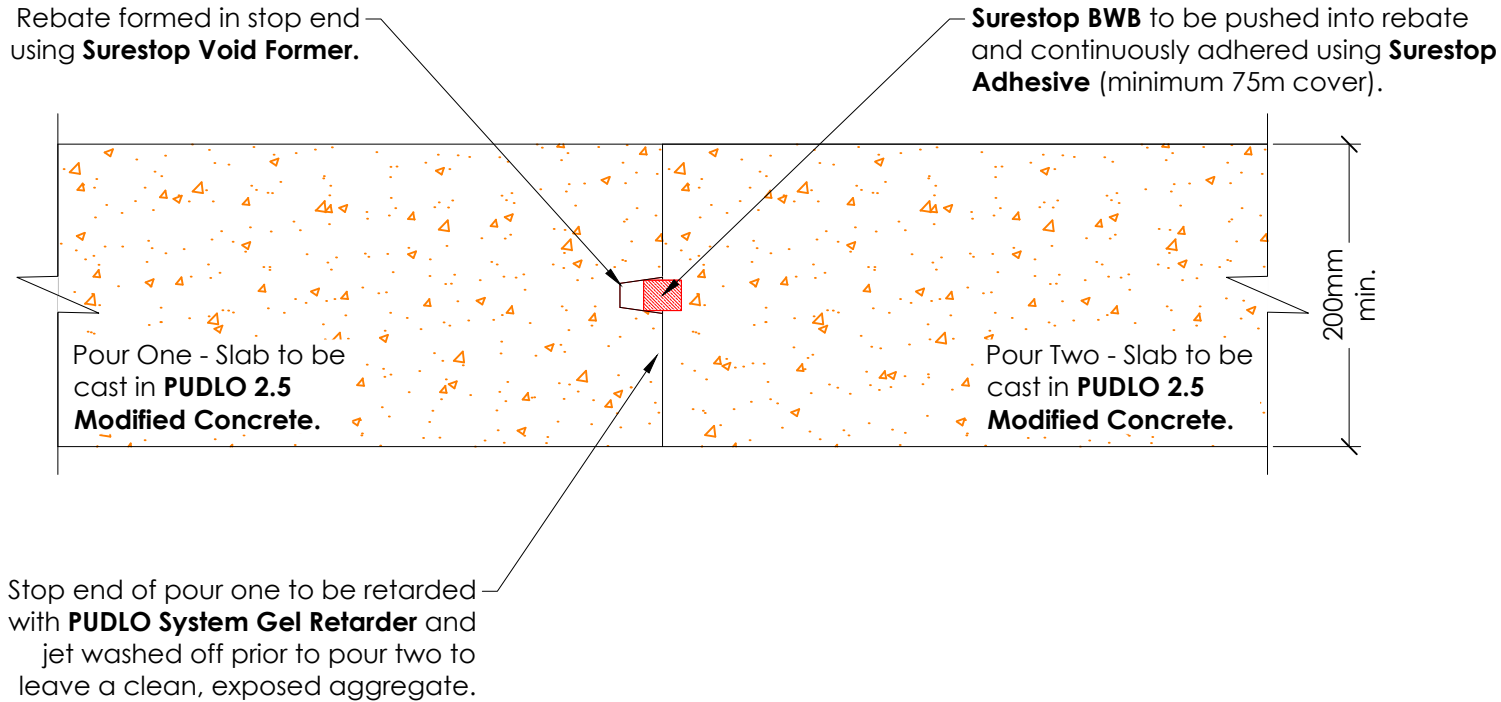 Rebate formed in stop end
using Surestop Void Former.
Surestop BWB to be pushed into rebate
and continuously adhered using Surestop
Adhesive (minimum 75m cover).
Pour One - Slab to be
cast in PUDLO 2.5
Modified Concrete.
Pour Two - Slab to be
cast in PUDLO 2.5
Modified Concrete.
200mm
min.
Stop end of pour one to be retarded
with PUDLO System Gel Retarder and
jet washed off prior to pour two to
leave a clean, exposed aggregate.